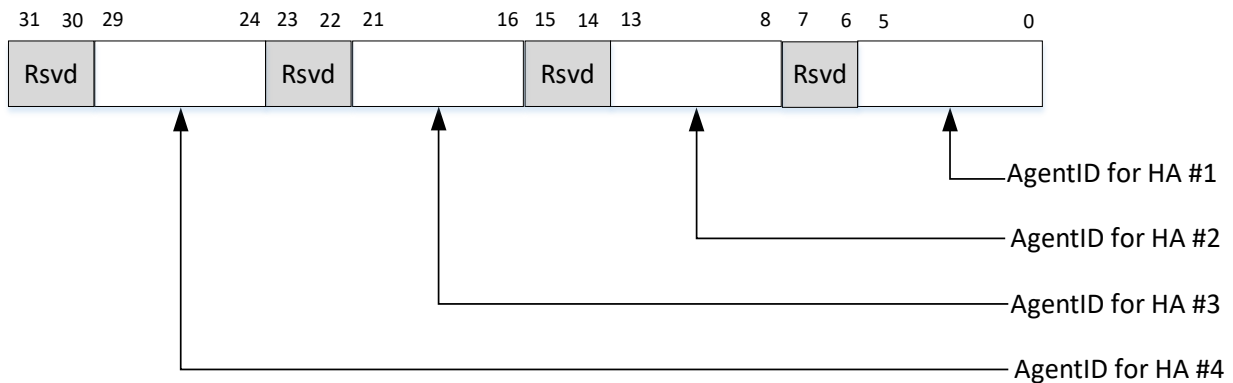 31 30 29 24 23 22 21 16 15 14 13 8 7 6 5 0
Rsvd Rsvd Rsvd Rsvd
AgentID for HA #1
AgentID for HA #2
AgentID for HA #3
AgentID for HA #4